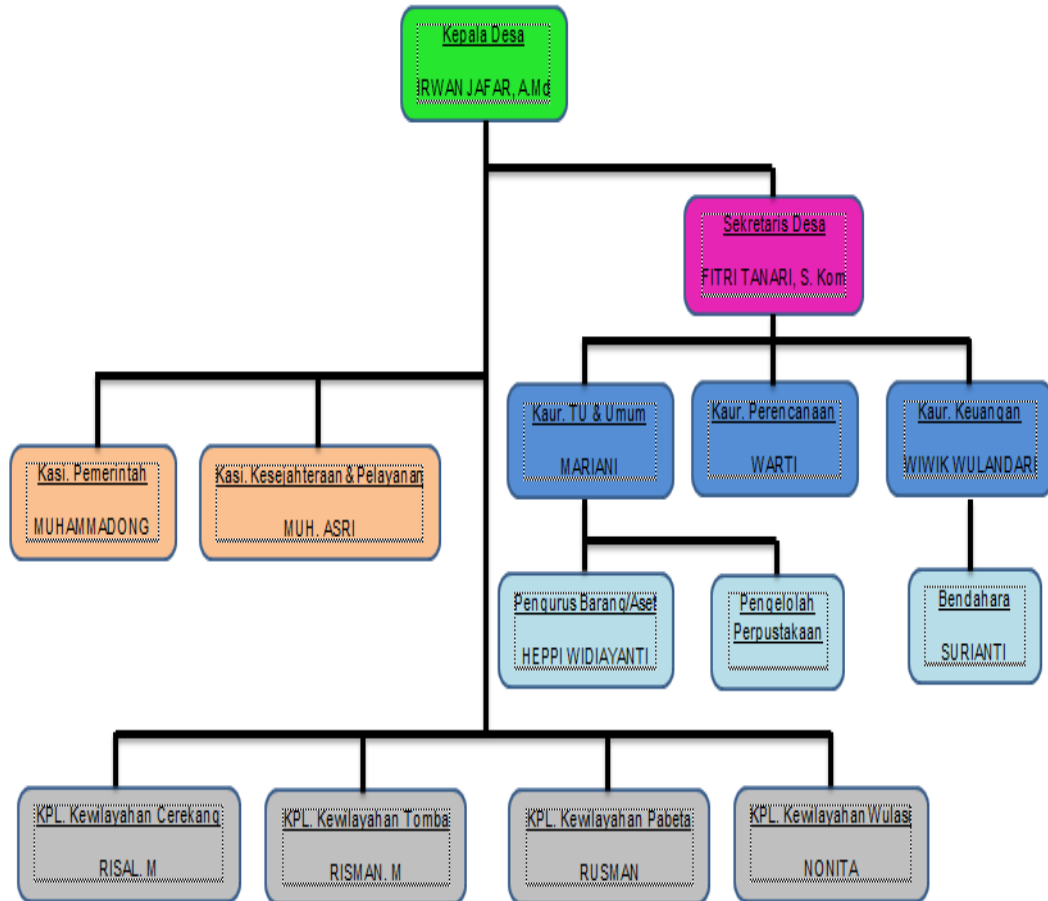 Kepala Desa
IRWAN JAFAR, A.Md
Sekretaris Desa
FITRI TANARI, S. Kom
Kasi. Pemerintah
MUHAMMADONG
Kasi. Kesejahteraan & Pelayanan
MUH. ASRI
Kaur. TU & Umum
MARIANI
Kaur. Perencanaan
WARTI
Kaur. Keuangan
WIWIK WULANDARI
Pengurus Barang/Aset
HEPPI WIDIAYANTI
Pengelolah
Perpustakaan
Bendahara
SURIANTI
KPL. Kewilayahan Cerekang
RISAL. M
KPL. Kewilayahan Tomba
RISMAN. M
KPL. Kewilayahan Pabeta
RUSMAN
KPL. Kewilayahan Wulasi
NONITA